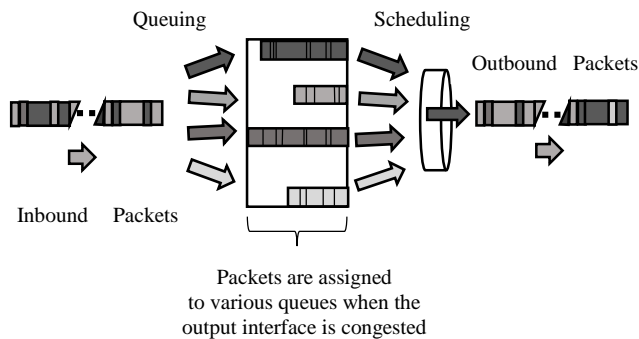 Queuing
Scheduling
Outbound Packets
Inbound Packets
Packets are assigned
to various queues when the
output interface is congested